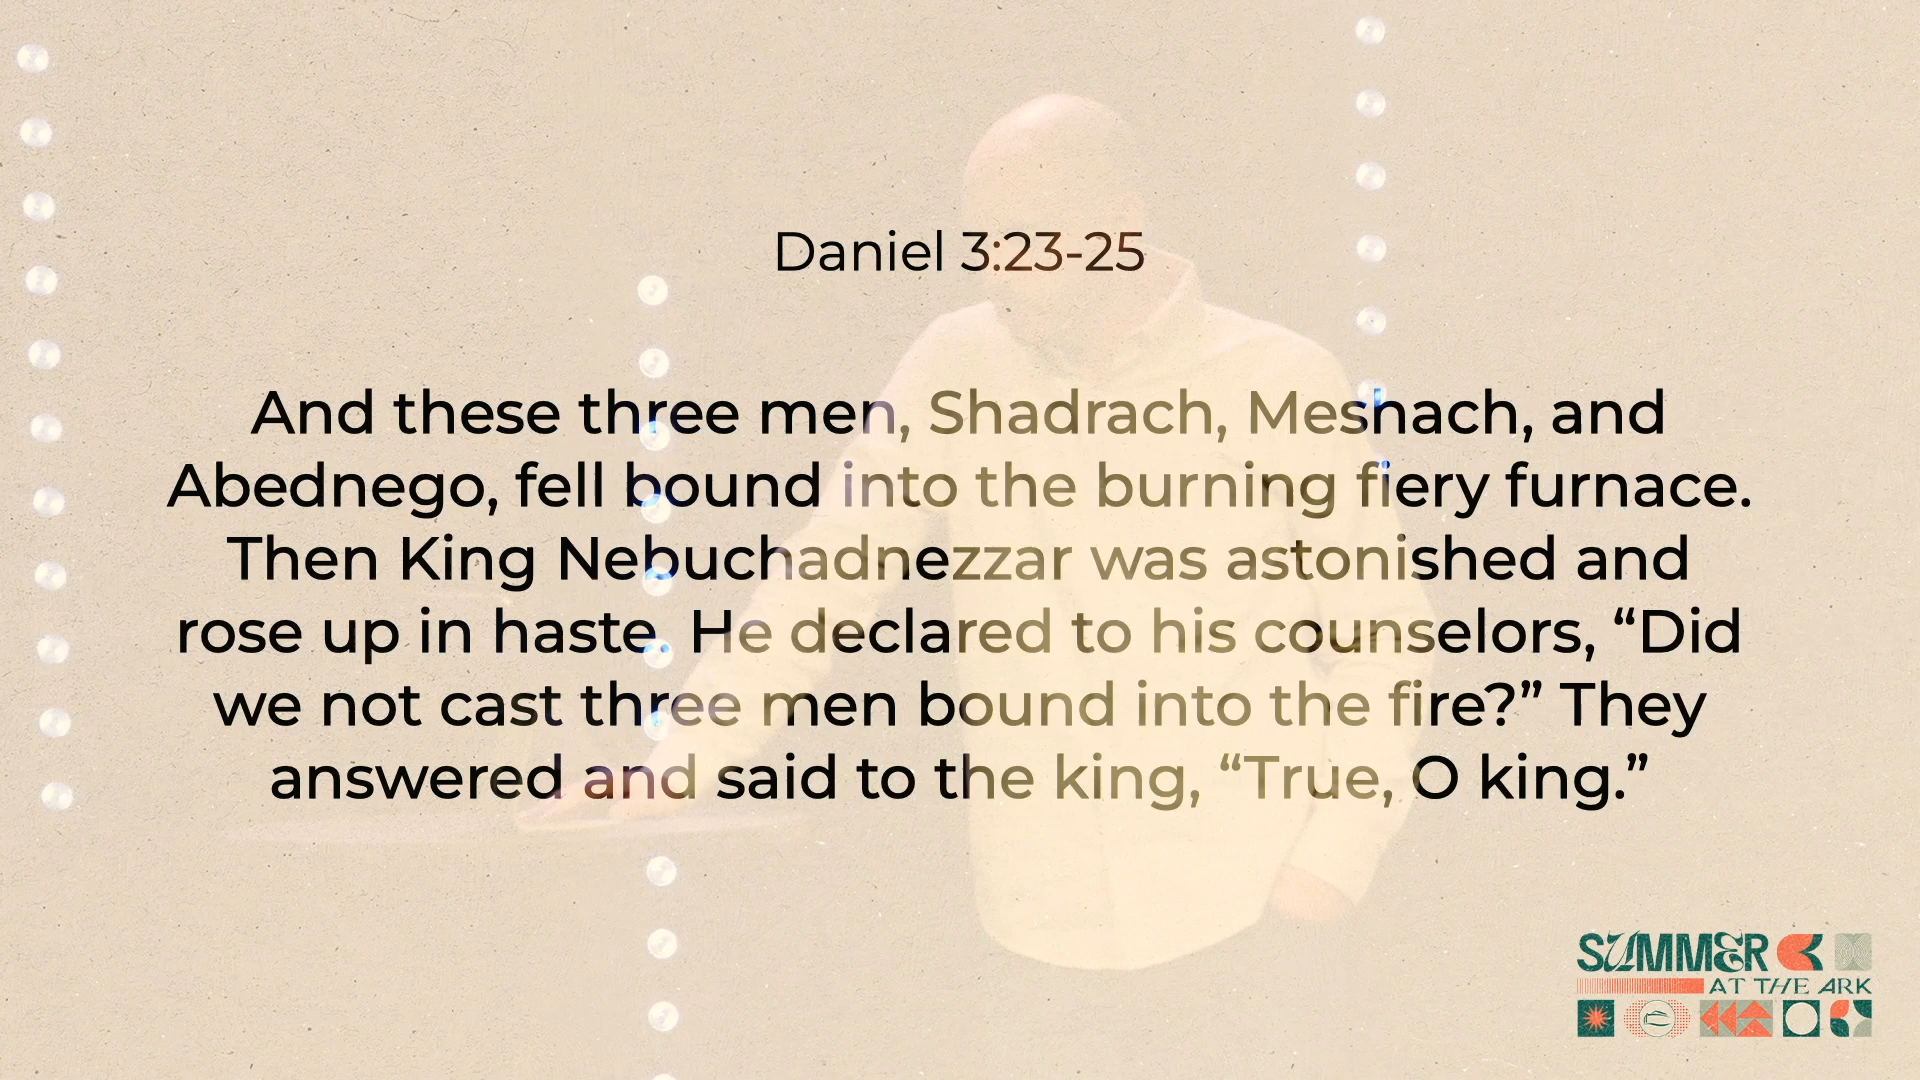 Daniel 3:23-25
And these three men, Shadrach, Meshach, and
Abednego, fell bound into the burning fiery furnace.
Then King Nebuchadnezzar was astonished and
rose up in haste. He declared to his counselors, “Did
we not cast three men bound into the fire?” They
answered and said to the king, “True, O king.”
SUMMER
AT THE ARK